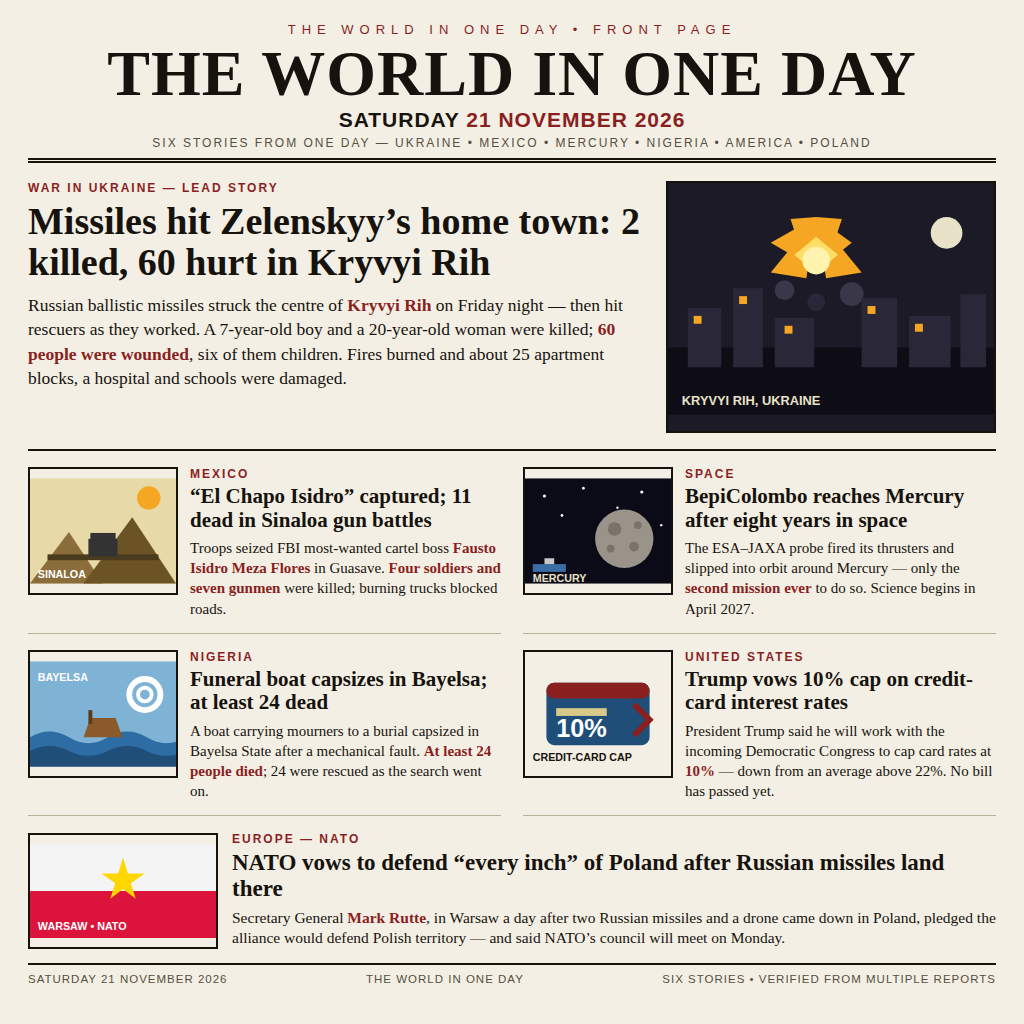 THE WORLD IN ONE DAY • FRONT PAGE
THE WORLD IN ONE DAY
SATURDAY 21 NOVEMBER 2026
SIX STORIES FROM ONE DAY — UKRAINE • MEXICO • MERCURY • NIGERIA • AMERICA • POLAND
WAR IN UKRAINE — LEAD STORY
Missiles hit Zelenskyy’s home town: 2
killed, 60 hurt in Kryvyi Rih
Russian ballistic missiles struck the centre of Kryvyi Rih on Friday night — then hit
rescuers as they worked. A 7-year-old boy and a 20-year-old woman were killed; 60
people were wounded, six of them children. Fires burned and about 25 apartment
blocks, a hospital and schools were damaged.
KRYVYI RIH, UKRAINE
SINALOA
MEXICO
“El Chapo Isidro” captured; 11
dead in Sinaloa gun battles
Troops seized FBI most-wanted cartel boss Fausto
Isidro Meza Flores in Guasave. Four soldiers and
seven gunmen were killed; burning trucks blocked
roads.
MERCURY
SPACE
BepiColombo reaches Mercury
after eight years in space
The ESA–JAXA probe fired its thrusters and
slipped into orbit around Mercury — only the
second mission ever to do so. Science begins in
April 2027.
BAYELSA
NIGERIA
Funeral boat capsizes in Bayelsa;
at least 24 dead
A boat carrying mourners to a burial capsized in
Bayelsa State after a mechanical fault. At least 24
people died; 24 were rescued as the search went
on.
10%
CREDIT-CARD CAP
UNITED STATES
Trump vows 10% cap on credit-
card interest rates
President Trump said he will work with the
incoming Democratic Congress to cap card rates at
10% — down from an average above 22%. No bill
has passed yet.
WARSAW • NATO
EUROPE — NATO
NATO vows to defend “every inch” of Poland after Russian missiles land
there
Secretary General Mark Rutte, in Warsaw a day after two Russian missiles and a drone came down in Poland, pledged the
alliance would defend Polish territory — and said NATO’s council will meet on Monday.
SATURDAY 21 NOVEMBER 2026
THE WORLD IN ONE DAY
SIX STORIES • VERIFIED FROM MULTIPLE REPORTS